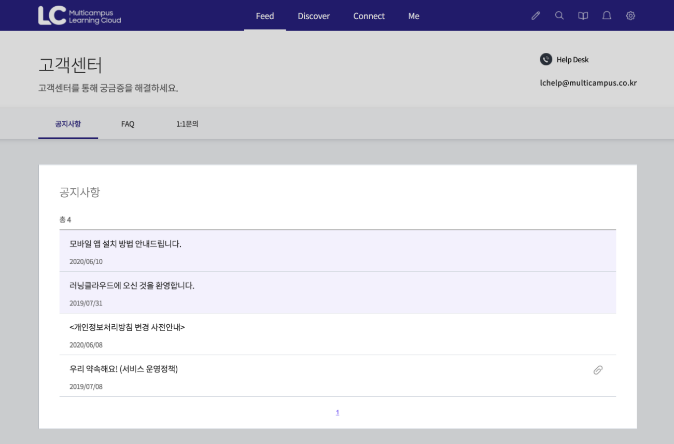 LC Multicampus
Learning Cloud
Feed Discover Connect Me
고객센터
고객센터를 통해 궁금증을 해결하세요.
Help Desk
lchelp@multicampus.co.kr
공지사항 FAQ 1:1문의
공지사항
총 4
모바일 앱 설치 방법 안내드립니다.
2020/06/10
러닝클라우드에 오신 것을 환영합니다.
2019/07/31
<개인정보처리방침 변경 사전안내>
2020/06/08
우리 약속해요! (서비스 운영정책)
2019/07/08
1